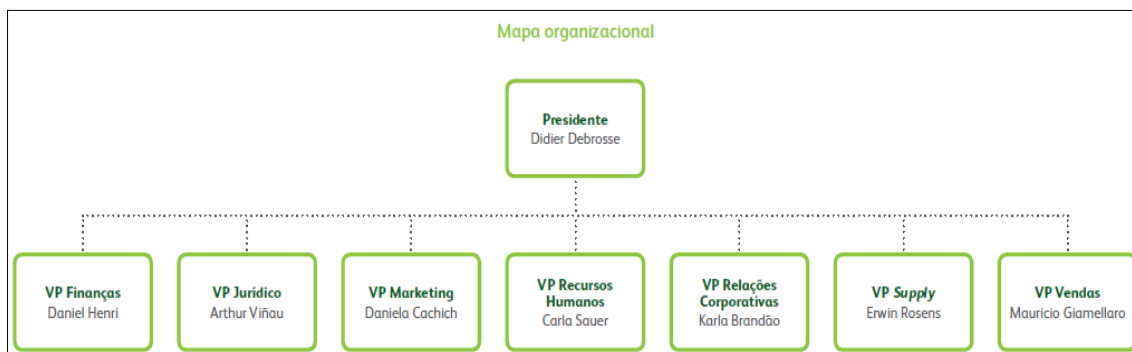 Mapa organizacional
Presidente
Didier Debrosse
VP Finanças
Daniel Henri
VP Jurídico
Arthur Viñau
VP Marketing
Daniela Cachich
VP Recursos
Humanos
Carla Sauer
VP Relações
Corporativas
Karla Brandão
VP Supply
Erwin Rosens
VP Vendas
Mauricio Giamellaro